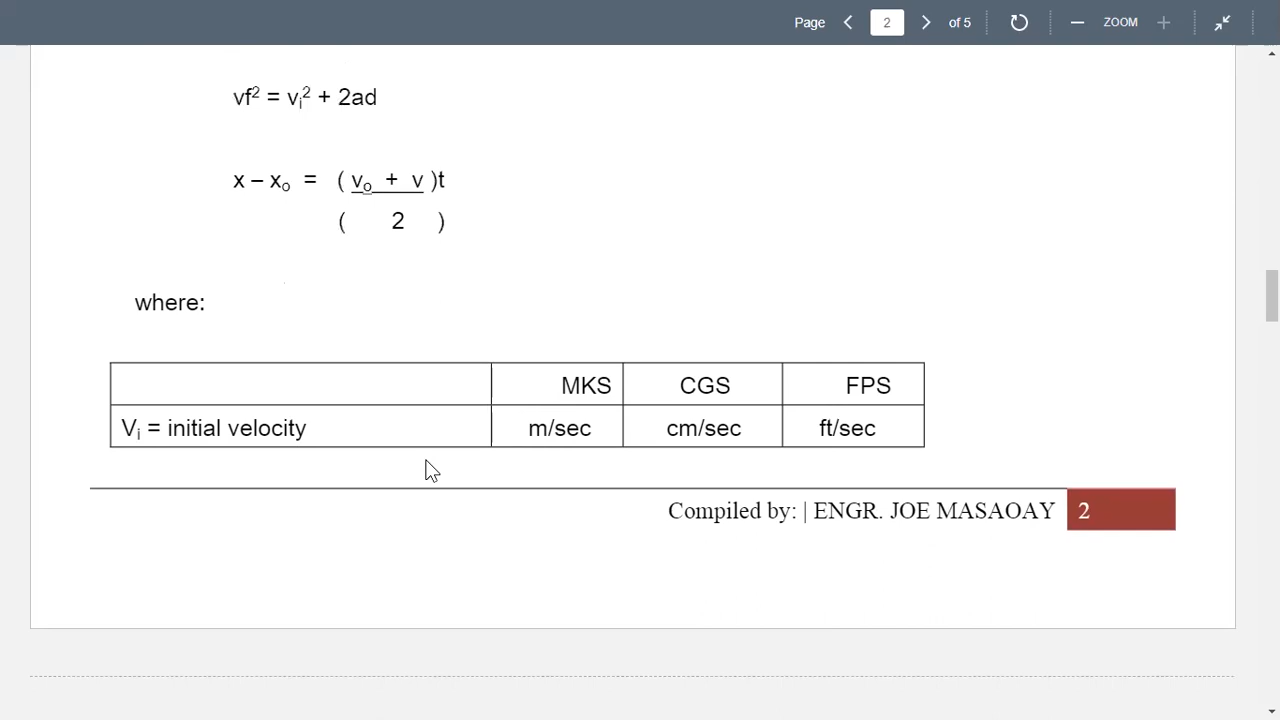 Page 2 of 5 ZOOM
vf² = vᵢ² + 2ad
x – xₒ = ( vₒ + v )t
( 2 )
where:
MKS CGS FPS
Vᵢ = initial velocity m/sec cm/sec ft/sec
Compiled by: | ENGR. JOE MASAOAY 2